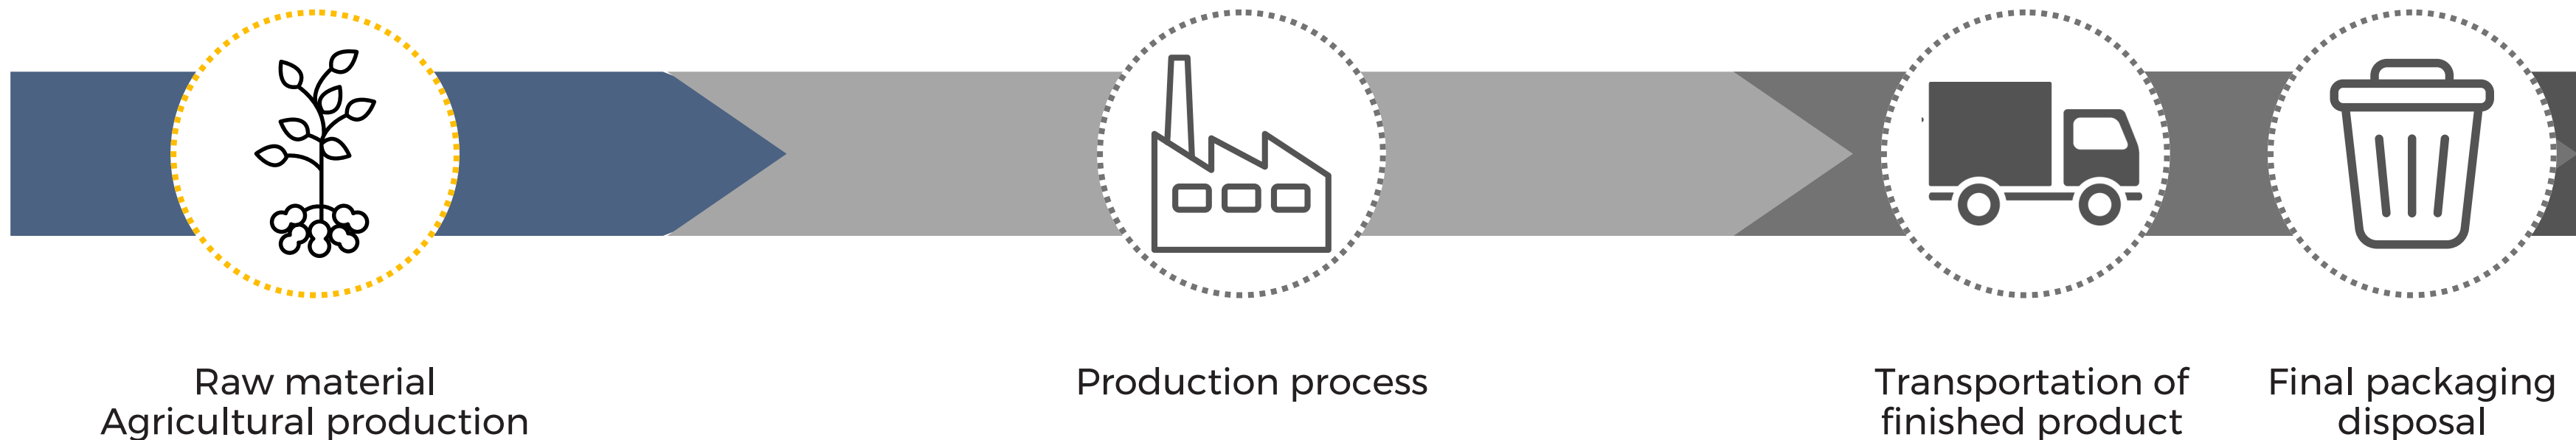 Raw material
Agricultural production
Production process
Transportation of
finished product
Final packaging
disposal